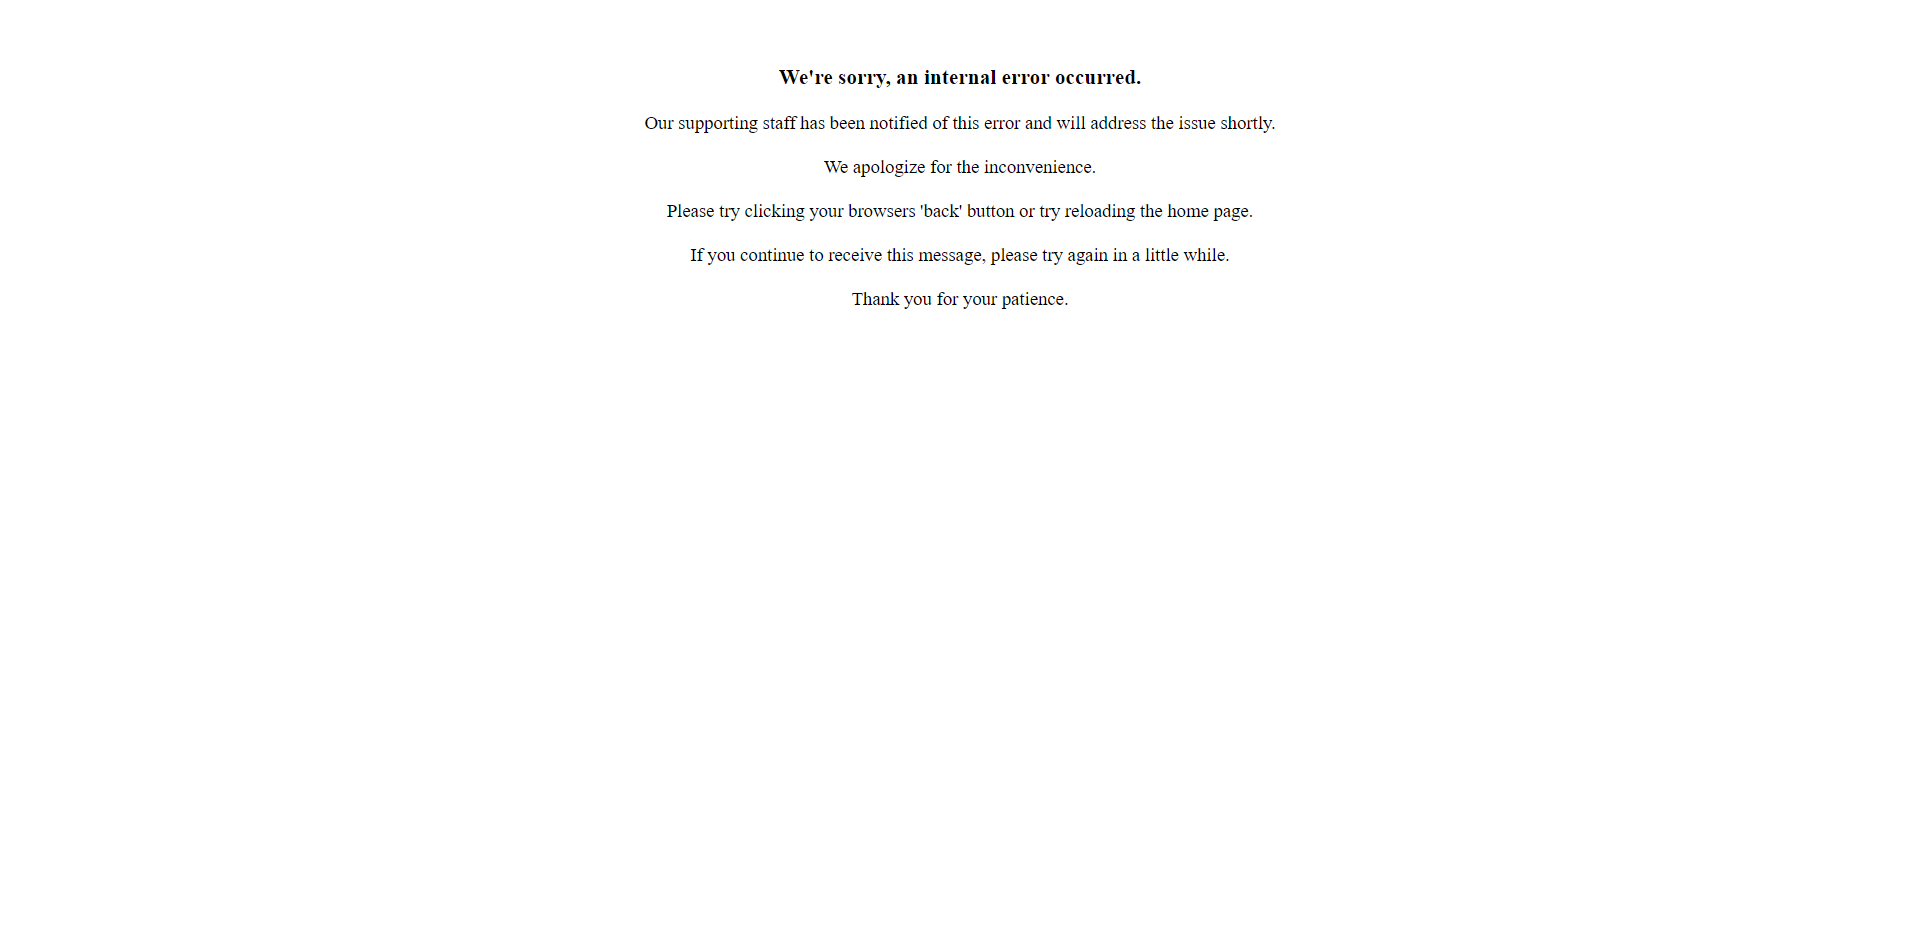 We're sorry, an internal error occurred.
Our supporting staff has been notified of this error and will address the issue shortly.
We apologize for the inconvenience.
Please try clicking your browsers 'back' button or try reloading the home page.
If you continue to receive this message, please try again in a little while.
Thank you for your patience.